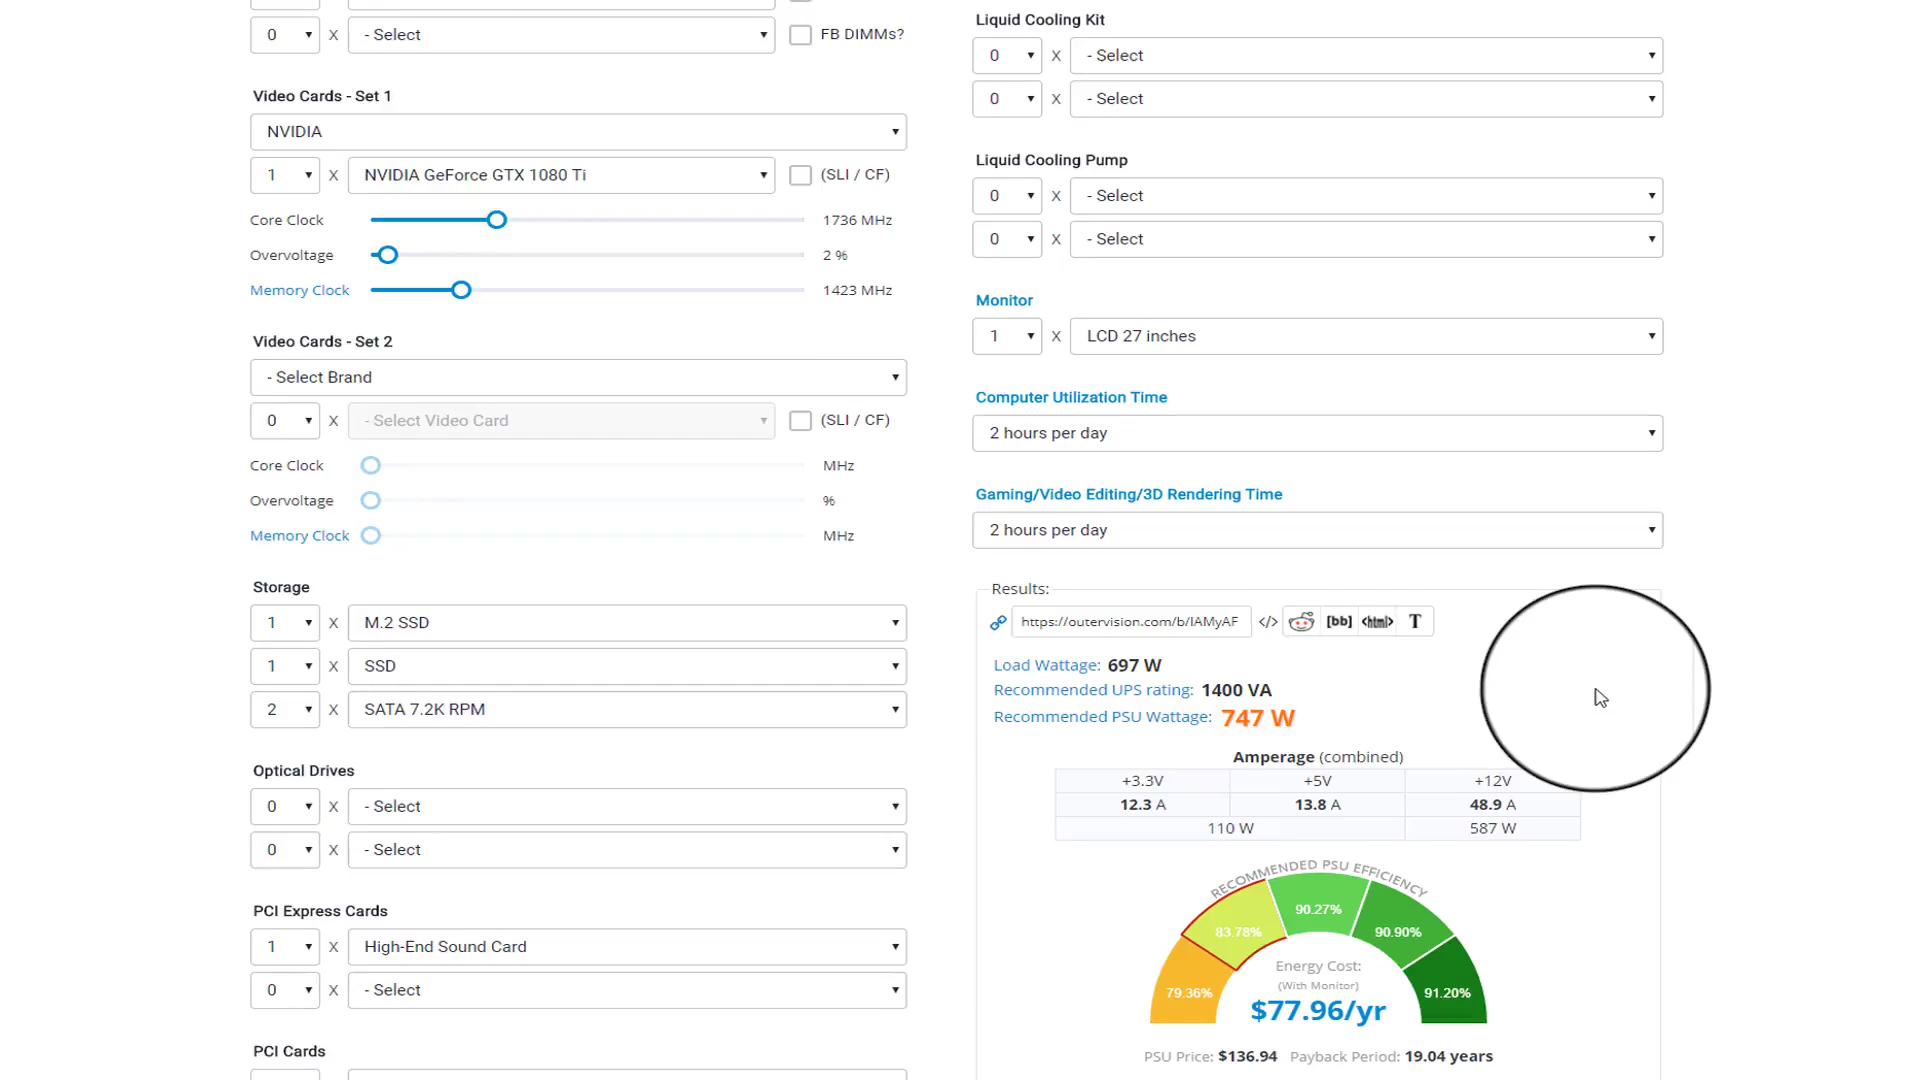 0 X - Select FB DIMMs?
Video Cards - Set 1
NVIDIA
1 X NVIDIA GeForce GTX 1080 Ti (SLI / CF)
Core Clock 1736 MHz
Overvoltage 2 %
Memory Clock 1423 MHz
Video Cards - Set 2
- Select Brand
0 X - Select Video Card (SLI / CF)
Core Clock MHz
Overvoltage %
Memory Clock MHz
Storage
1 X M.2 SSD
1 X SSD
2 X SATA 7.2K RPM
Optical Drives
0 X - Select
0 X - Select
PCI Express Cards
1 X High-End Sound Card
0 X - Select
PCI Cards
Liquid Cooling Kit
0 X - Select
0 X - Select
Liquid Cooling Pump
0 X - Select
0 X - Select
Monitor
1 X LCD 27 inches
Computer Utilization Time
2 hours per day
Gaming/Video Editing/3D Rendering Time
2 hours per day
Results:
https://outervision.com/b/IAMyAF </> [bb] <html> T
Load Wattage: 697 W
Recommended UPS rating: 1400 VA
Recommended PSU Wattage: 747 W
Amperage (combined)
+3.3V +5V +12V
12.3 A 13.8 A 48.9 A
110 W 587 W
RECOMMENDED PSU EFFICIENCY
79.36% 83.78% 90.27% 90.90% 91.20%
Energy Cost:
(With Monitor)
$77.96/yr
PSU Price: $136.94 Payback Period: 19.04 years